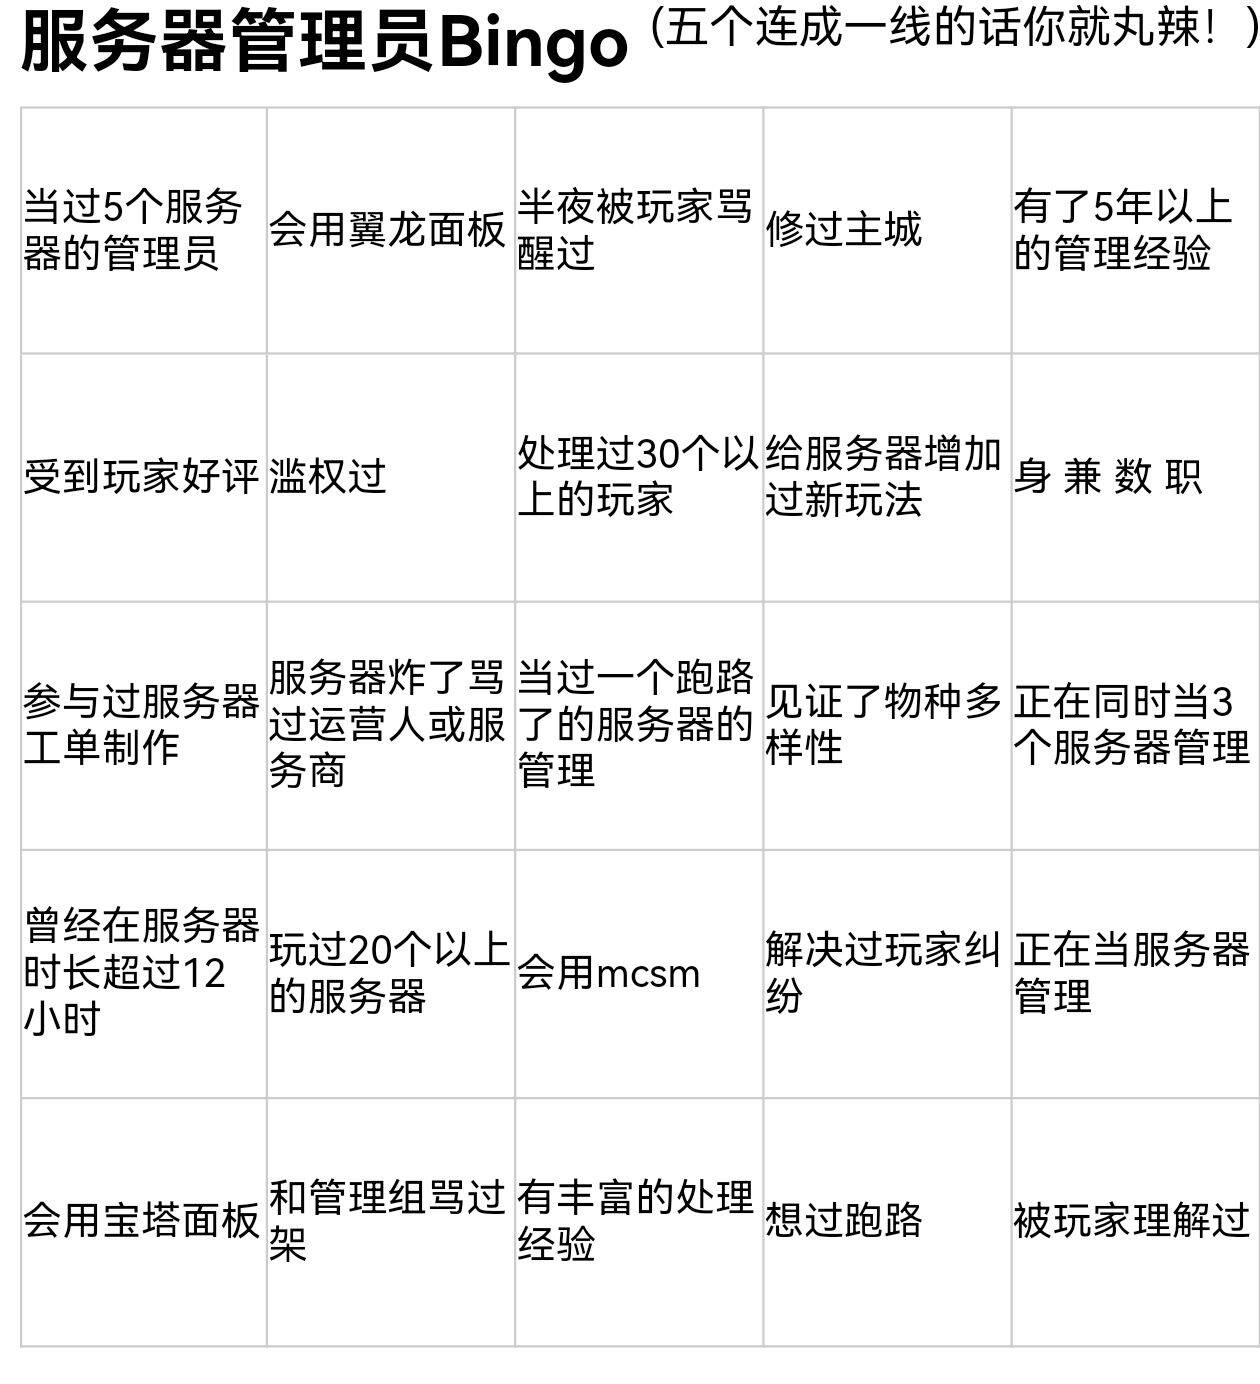 服务器管理员Bingo（五个连成一线的话你就丸辣！）
当过5个服务
器的管理员
会用翼龙面板
半夜被玩家骂
醒过
修过主城
有了5年以上
的管理经验
受到玩家好评
滥权过
处理过30个以
上的玩家
给服务器增加
过新玩法
身 兼 数 职
参与过服务器
工单制作
服务器炸了骂
过运营人或服
务商
当过一个跑路
了的服务器的
管理
见证了物种多
样性
正在同时当3
个服务器管理
曾经在服务器
时长超过12
小时
玩过20个以上
的服务器
会用mcsm
解决过玩家纠
纷
正在当服务器
管理
会用宝塔面板
和管理组骂过
架
有丰富的处理
经验
想过跑路
被玩家理解过